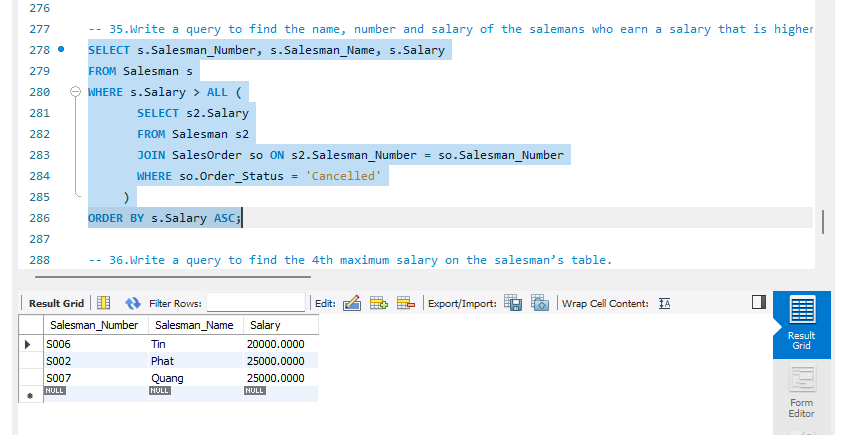 276
277 -- 35.Write a query to find the name, number and salary of the salemans who earn a salary that is higher
278 SELECT s.Salesman_Number, s.Salesman_Name, s.Salary
279 FROM Salesman s
280 WHERE s.Salary > ALL (
281 SELECT s2.Salary
282 FROM Salesman s2
283 JOIN SalesOrder so ON s2.Salesman_Number = so.Salesman_Number
284 WHERE so.Order_Status = 'Cancelled'
285 )
286 ORDER BY s.Salary ASC;
287
288 -- 36.Write a query to find the 4th maximum salary on the salesman’s table.
Result Grid Filter Rows: Edit: Export/Import: Wrap Cell Content: IA
Salesman_Number Salesman_Name Salary
S006 Tin 20000.0000
S002 Phat 25000.0000
S007 Quang 25000.0000
NULL NULL NULL
Result
Grid
Form
Editor